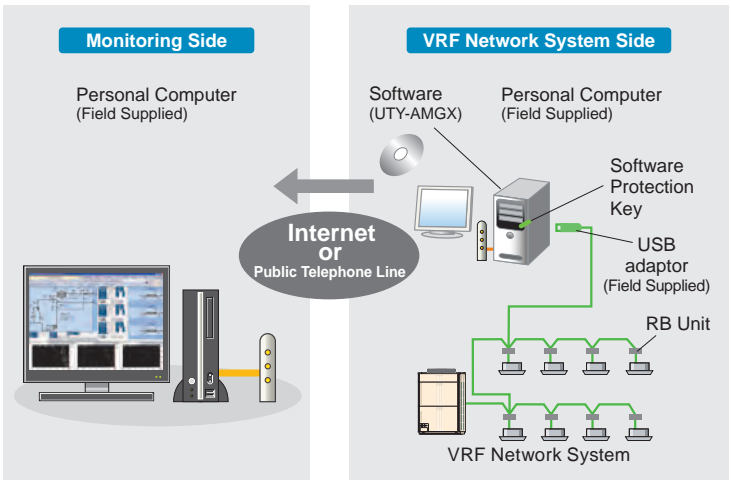 Monitoring Side
Personal Computer
(Field Supplied)
Internet
or
Public Telephone Line
VRF Network System Side
Software
(UTY-AMGX)
Personal Computer
(Field Supplied)
Software
Protection
Key
USB
adaptor
(Field Supplied)
RB Unit
VRF Network System